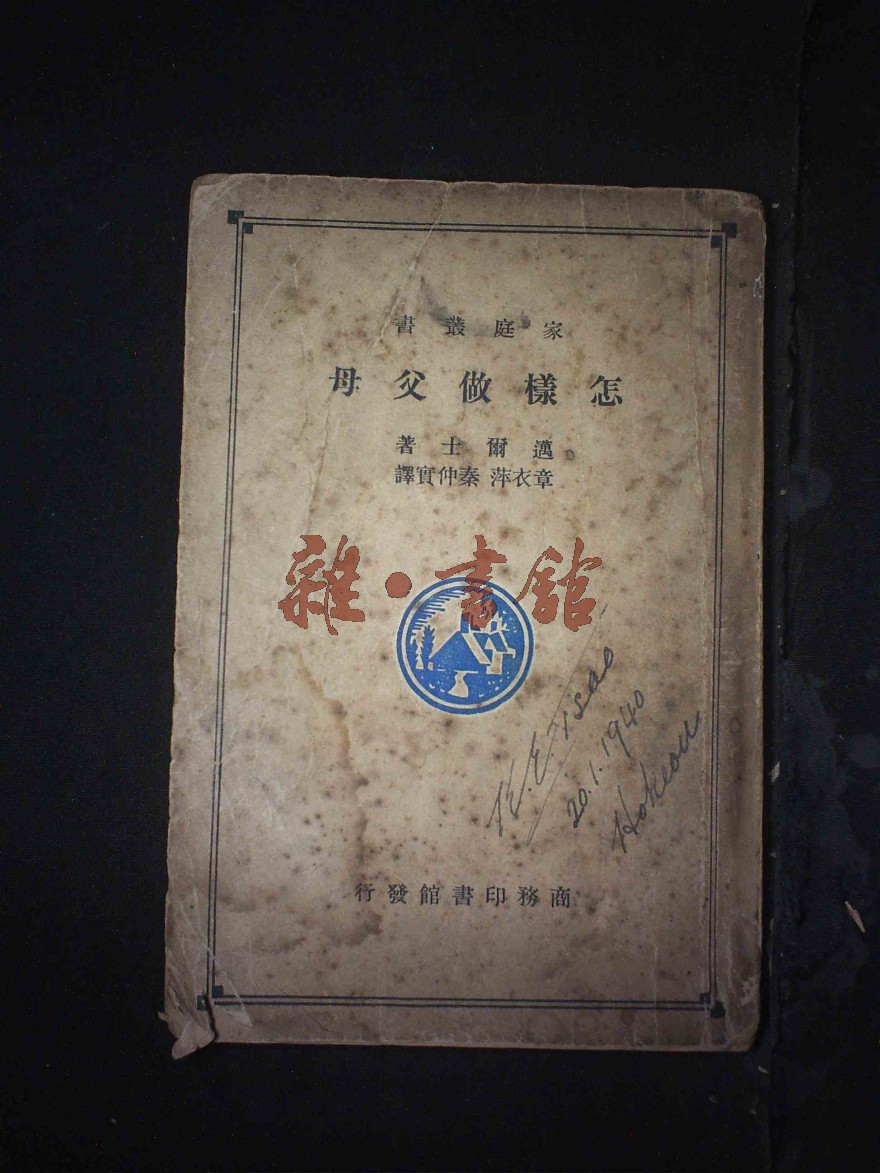 家庭叢書
怎樣做父母
邁爾士著
章衣萍 秦仲實譯
雜·書館
K. E. Tsao
20.1.1940
商務印書館發行